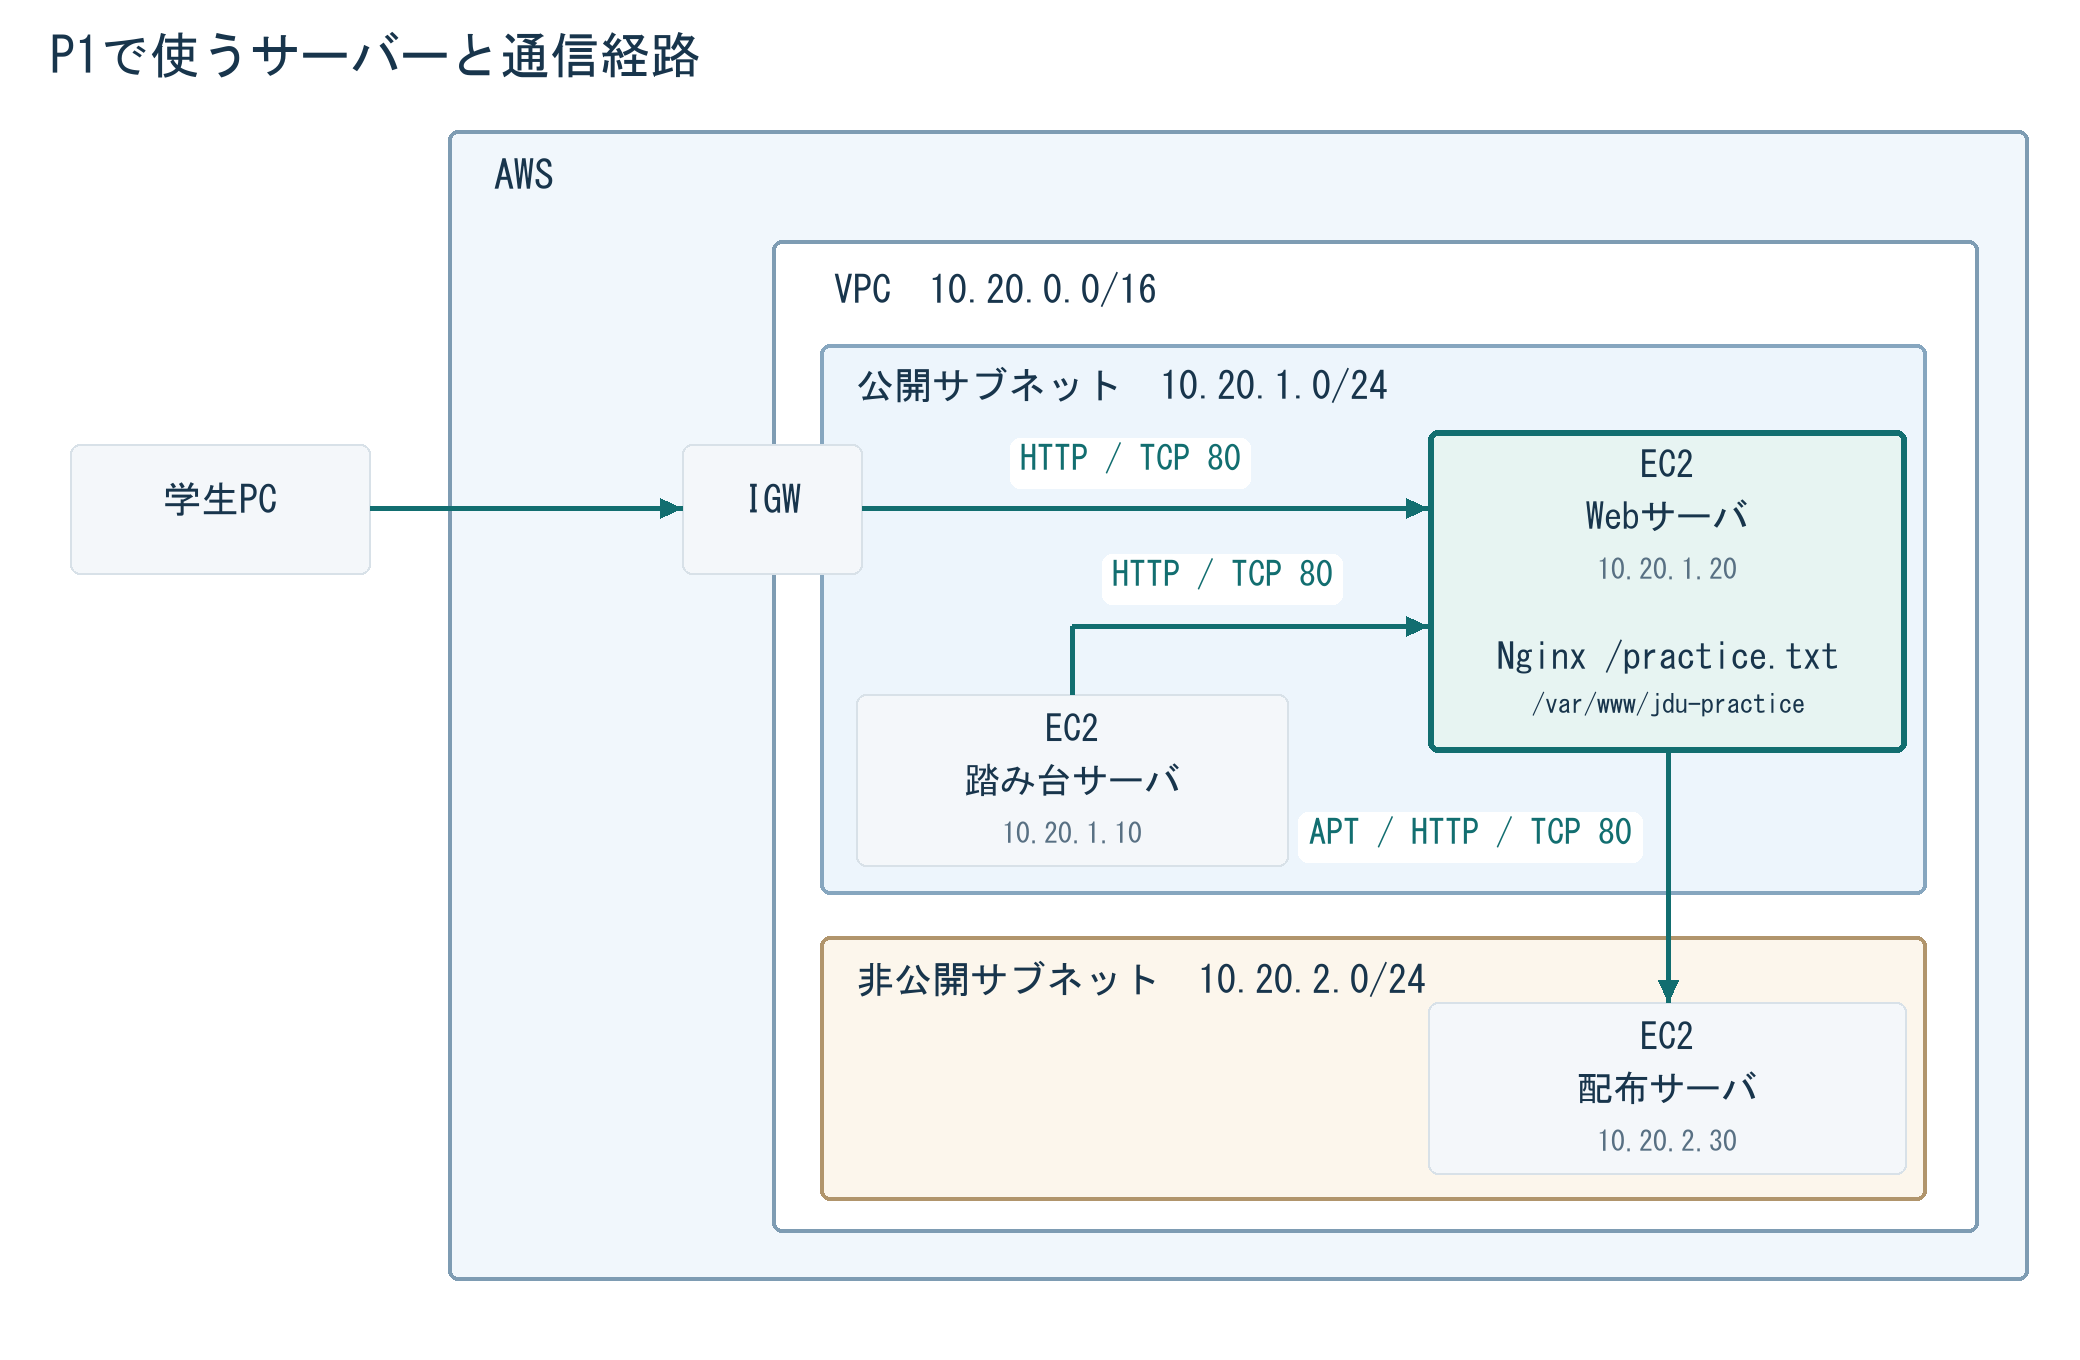 P1で使うサーバーと通信経路
AWS
VPC 10.20.0.0/16
公開サブネット 10.20.1.0/24
HTTP / TCP 80
学生PC
IGW
EC2
Webサーバ
10.20.1.20
Nginx /practice.txt
/var/www/jdu-practice
HTTP / TCP 80
EC2
踏み台サーバ
10.20.1.10
APT / HTTP / TCP 80
非公開サブネット 10.20.2.0/24
EC2
配布サーバ
10.20.2.30